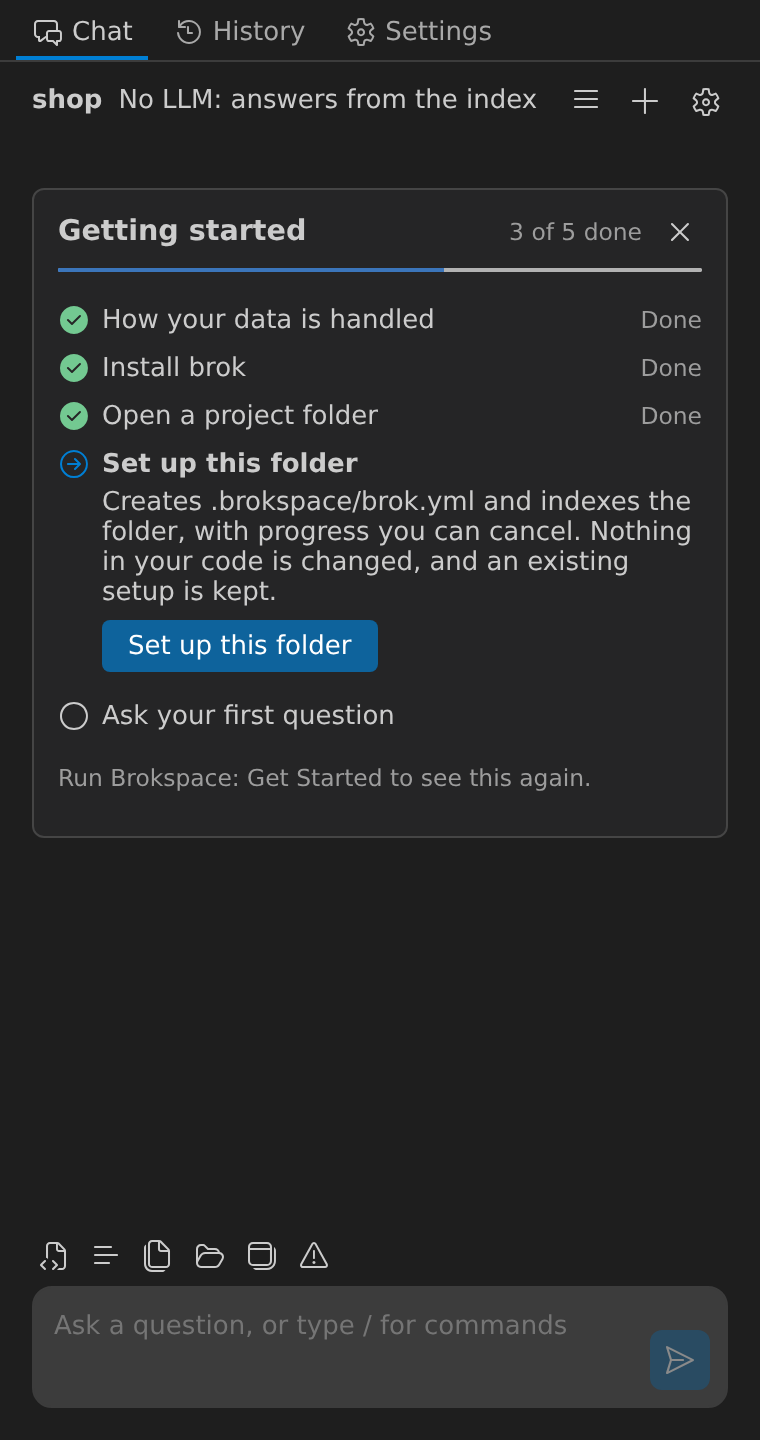 Chat History Settings
shop No LLM: answers from the index
Getting started 3 of 5 done
How your data is handled Done
Install brok Done
Open a project folder Done
Set up this folder
Creates .brokspace/brok.yml and indexes the
folder, with progress you can cancel. Nothing
in your code is changed, and an existing
setup is kept.
Set up this folder
Ask your first question
Run Brokspace: Get Started to see this again.
Ask a question, or type / for commands